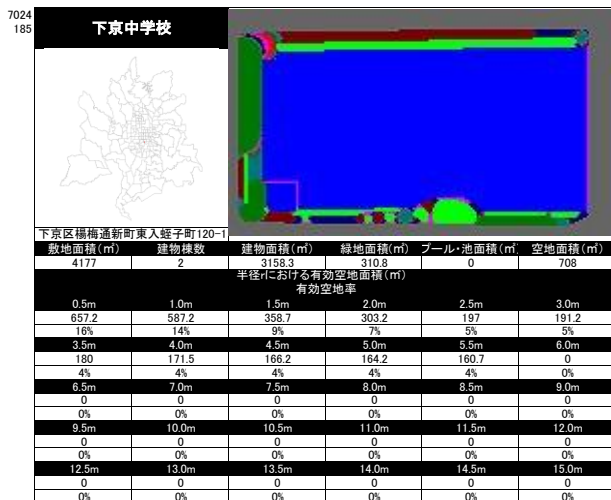 7024
185
下京中学校
下京区楊梅通新町東入蛭子町120-1
敷地面積(㎡) 建物棟数 建物面積(㎡) 緑地面積(㎡) プール・池面積(㎡) 空地面積(㎡)
4177 2 3158.3 310.8 0 708
半径rにおける有効空地面積(㎡)
有効空地率
0.5m 1.0m 1.5m 2.0m 2.5m 3.0m
657.2 587.2 358.7 303.2 197 191.2
16% 14% 9% 7% 5% 5%
3.5m 4.0m 4.5m 5.0m 5.5m 6.0m
180 171.5 166.2 164.2 160.7 0
4% 4% 4% 4% 4% 0%
6.5m 7.0m 7.5m 8.0m 8.5m 9.0m
0 0 0 0 0 0
0% 0% 0% 0% 0% 0%
9.5m 10.0m 10.5m 11.0m 11.5m 12.0m
0 0 0 0 0 0
0% 0% 0% 0% 0% 0%
12.5m 13.0m 13.5m 14.0m 14.5m 15.0m
0 0 0 0 0 0
0% 0% 0% 0% 0% 0%